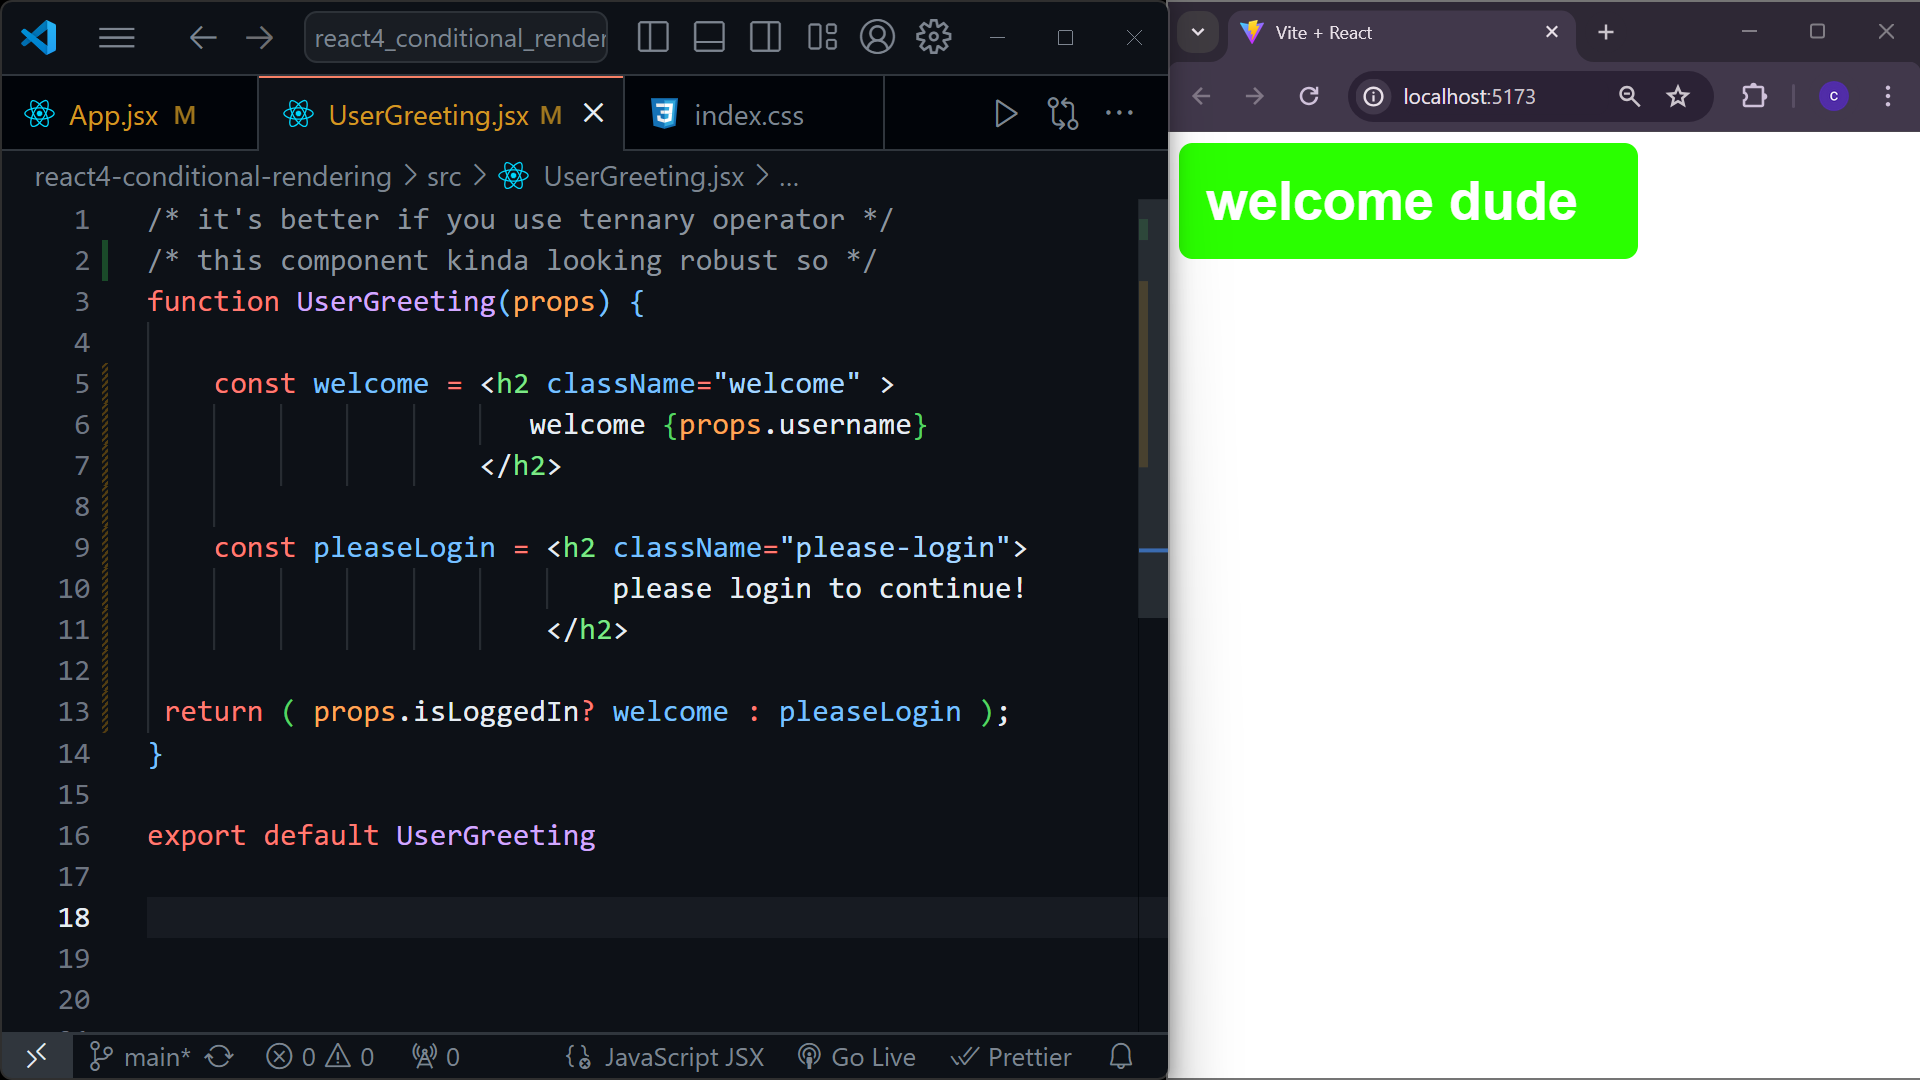 react4_conditional_render
App.jsx M
UserGreeting.jsx M
index.css
react4-conditional-rendering > src > UserGreeting.jsx > ...
1 /* it's better if you use ternary operator */
2 /* this component kinda looking robust so */
3 function UserGreeting(props) {
4
5 const welcome = <h2 className="welcome" >
6 welcome {props.username}
7 </h2>
8
9 const pleaseLogin = <h2 className="please-login">
10 please login to continue!
11 </h2>
12
13 return ( props.isLoggedIn? welcome : pleaseLogin );
14 }
15
16 export default UserGreeting
17
18
19
20
main* 0 0 0 JavaScript JSX Go Live Prettier
Vite + React
localhost:5173
C
welcome dude